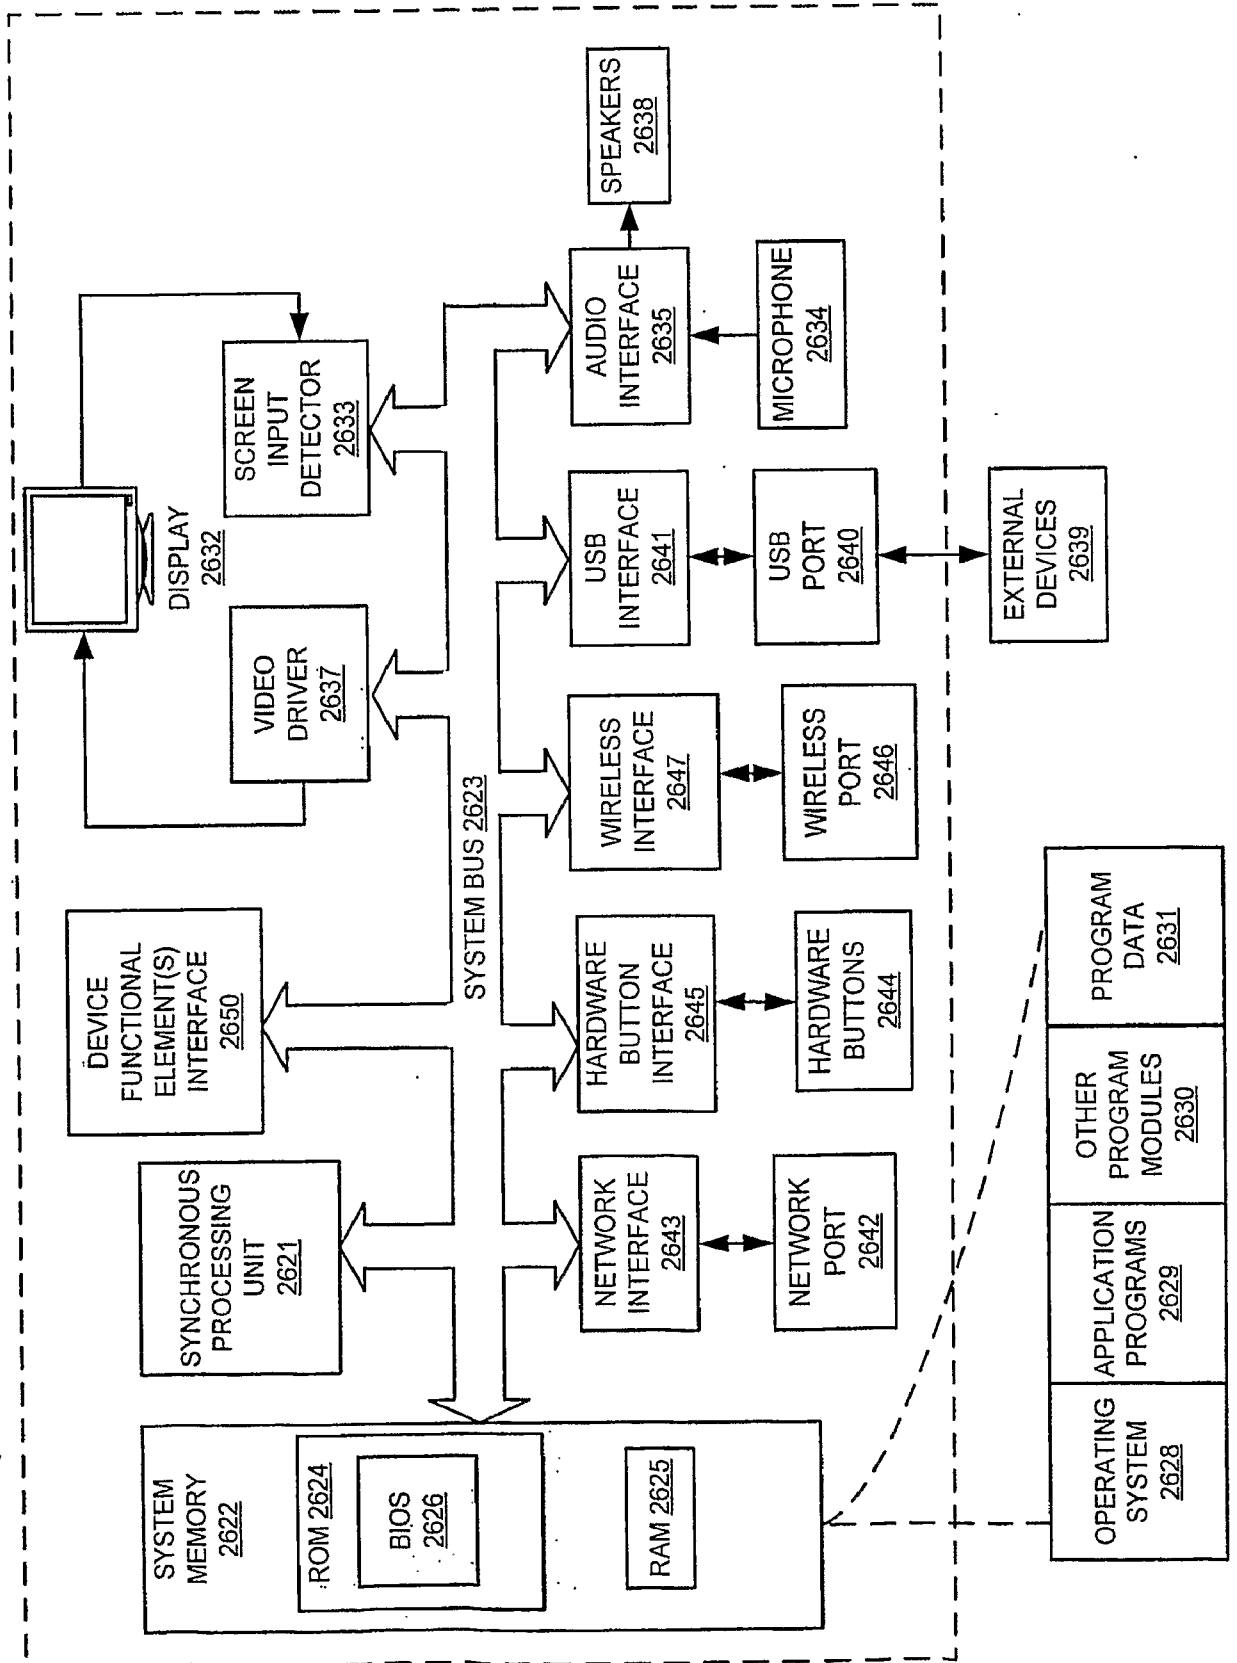 SYSTEM
MEMORY
2622
ROM 2624
BIOS
2626
RAM 2625
SYNCHRONOUS
PROCESSING
UNIT
2621
DEVICE
FUNCTIONAL
ELEMENT(S)
INTERFACE
2650
VIDEO
DRIVER
2637
DISPLAY
2632
SCREEN
INPUT
DETECTOR
2633
SYSTEM BUS 2623
NETWORK
INTERFACE
2643
HARDWARE
BUTTON
INTERFACE
2645
WIRELESS
INTERFACE
2647
USB
INTERFACE
2641
AUDIO
INTERFACE
2635
SPEAKERS
2638
NETWORK
PORT
2642
HARDWARE
BUTTONS
2644
WIRELESS
PORT
2646
USB
PORT
2640
MICROPHONE
2634
EXTERNAL
DEVICES
2639
OPERATING
SYSTEM
2628
APPLICATION
PROGRAMS
2629
OTHER
PROGRAM
MODULES
2630
PROGRAM
DATA
2631